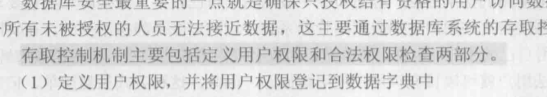 数据库安全最重要的一点就是确保只授权给有资格的用户访问数
所有未被授权的人员无法接近数据，这主要通过数据库系统的存取控
存取控制机制主要包括定义用户权限和合法权限检查两部分。
（1）定义用户权限，并将用户权限登记到数据字典中